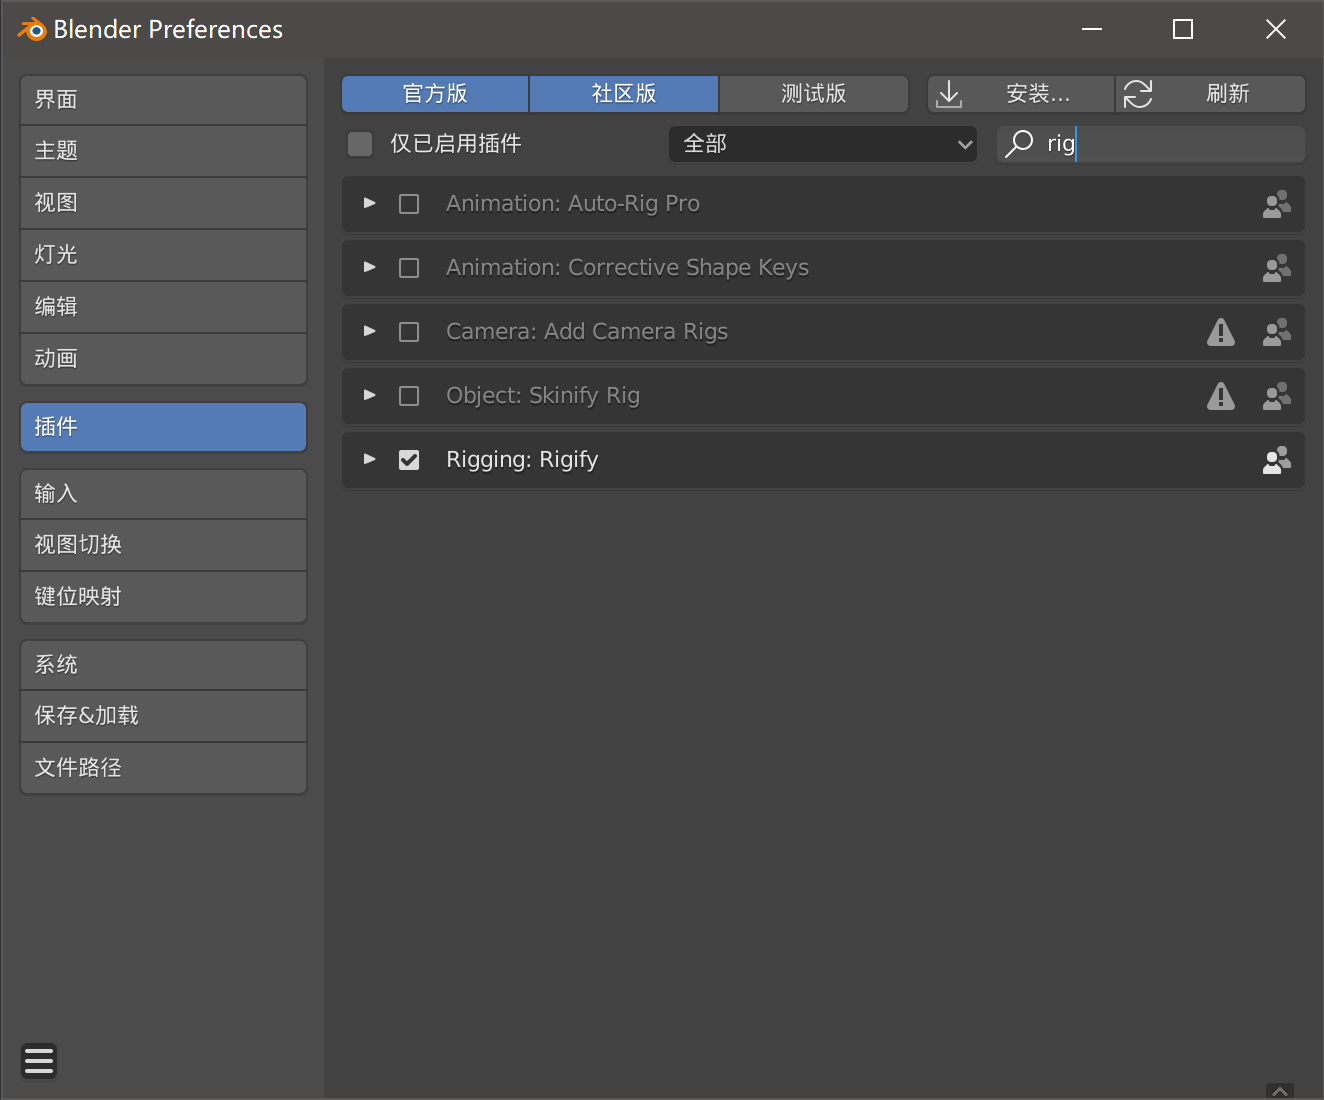 Blender Preferences
界面
主题
视图
灯光
编辑
动画
插件
输入
视图切换
键位映射
系统
保存&加载
文件路径
官方版
社区版
测试版
安装...
刷新
仅已启用插件
全部
rig
Animation: Auto-Rig Pro
Animation: Corrective Shape Keys
Camera: Add Camera Rigs
Object: Skinify Rig
Rigging: Rigify